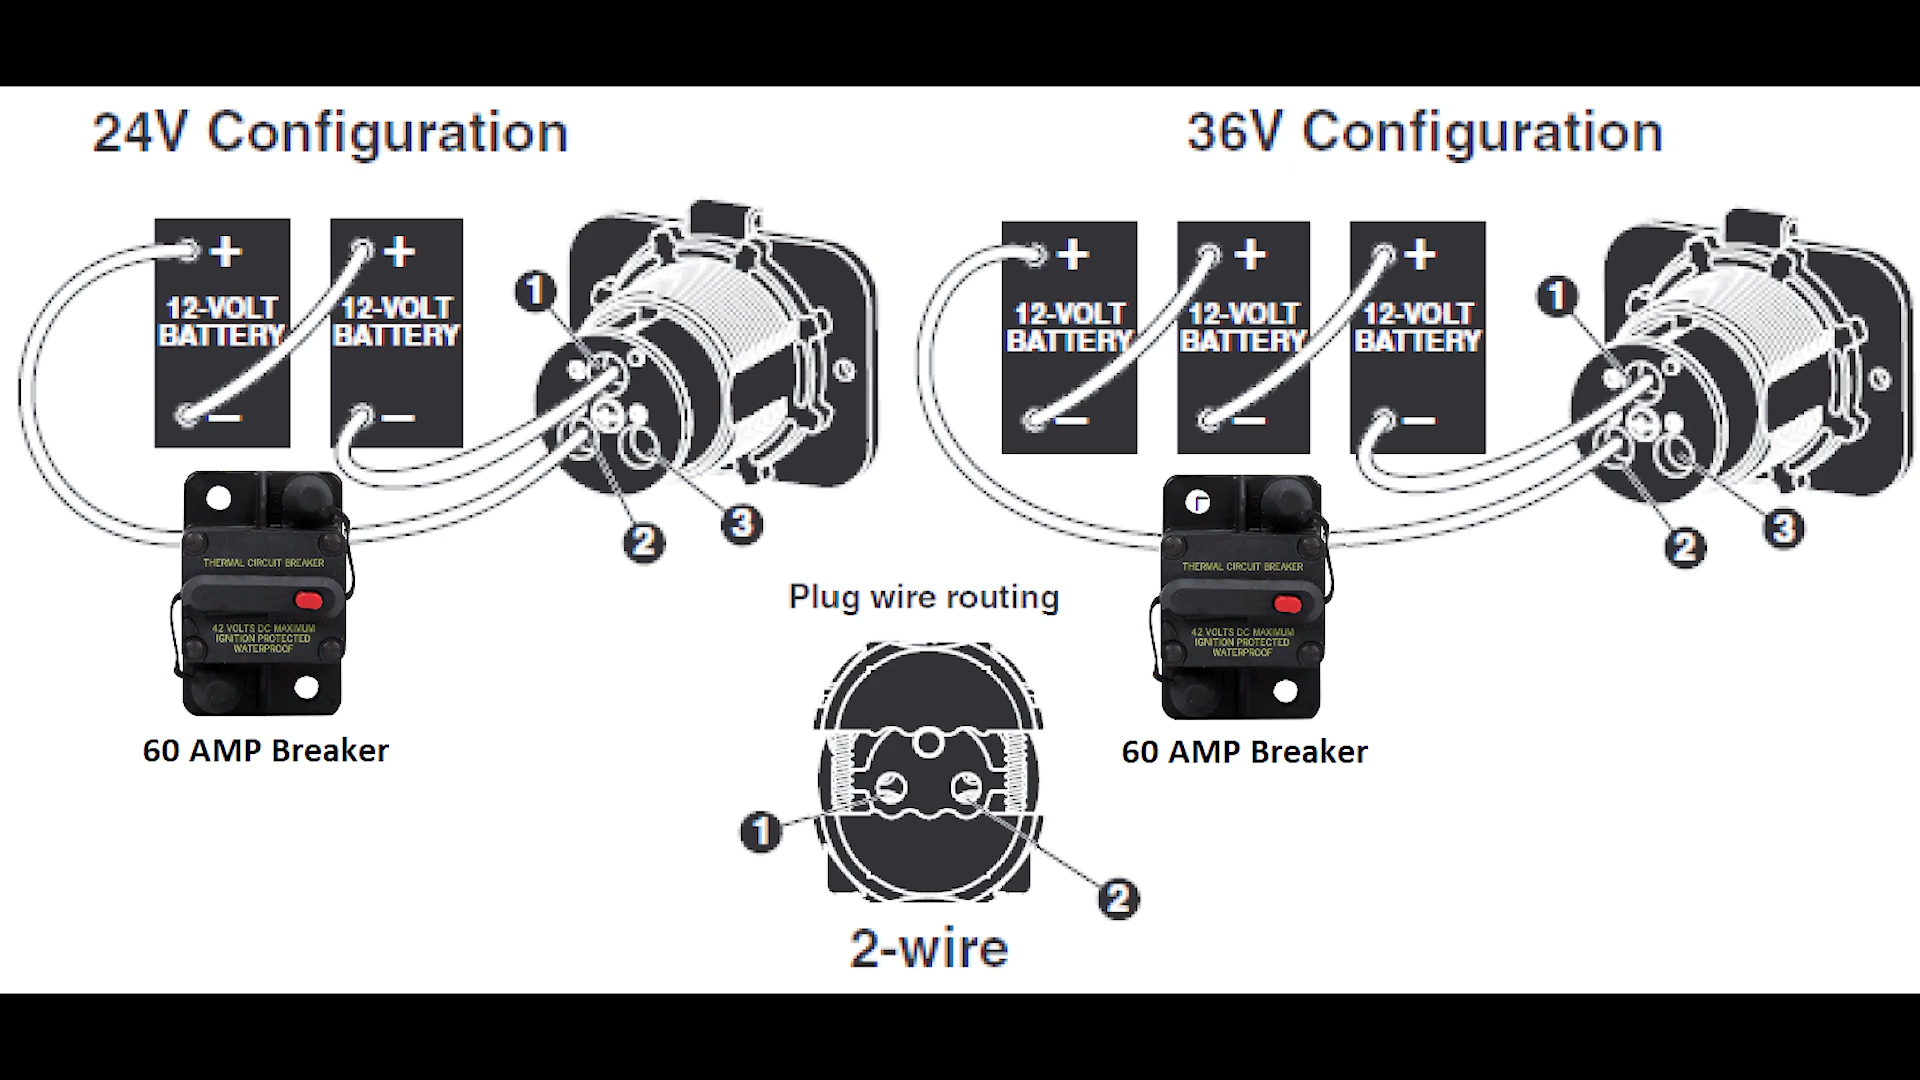 24V Configuration
36V Configuration
+
+
12-VOLT
BATTERY
12-VOLT
BATTERY
–
–
1
2
3
+
+
+
12-VOLT
BATTERY
12-VOLT
BATTERY
12-VOLT
BATTERY
–
–
–
1
2
3
THERMAL CIRCUIT BREAKER
42 VOLTS DC MAXIMUM
IGNITION PROTECTED
WATERPROOF
60 AMP Breaker
THERMAL CIRCUIT BREAKER
42 VOLTS DC MAXIMUM
IGNITION PROTECTED
WATERPROOF
60 AMP Breaker
Plug wire routing
1
2
2-wire